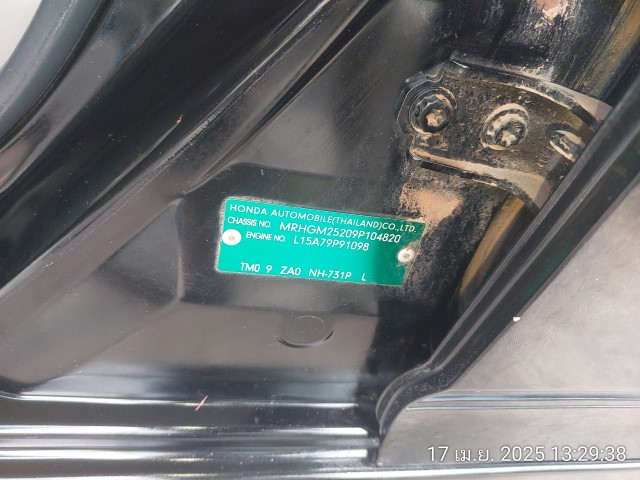 HONDA AUTOMOBILE(THAILAND)CO.,LTD.
CHASSIS NO. MRHGM25209P104820
ENGINE NO. L15A79P91098
TM0 9 ZA0 NH-731P L
17 เม.ย. 2025 13:29:38